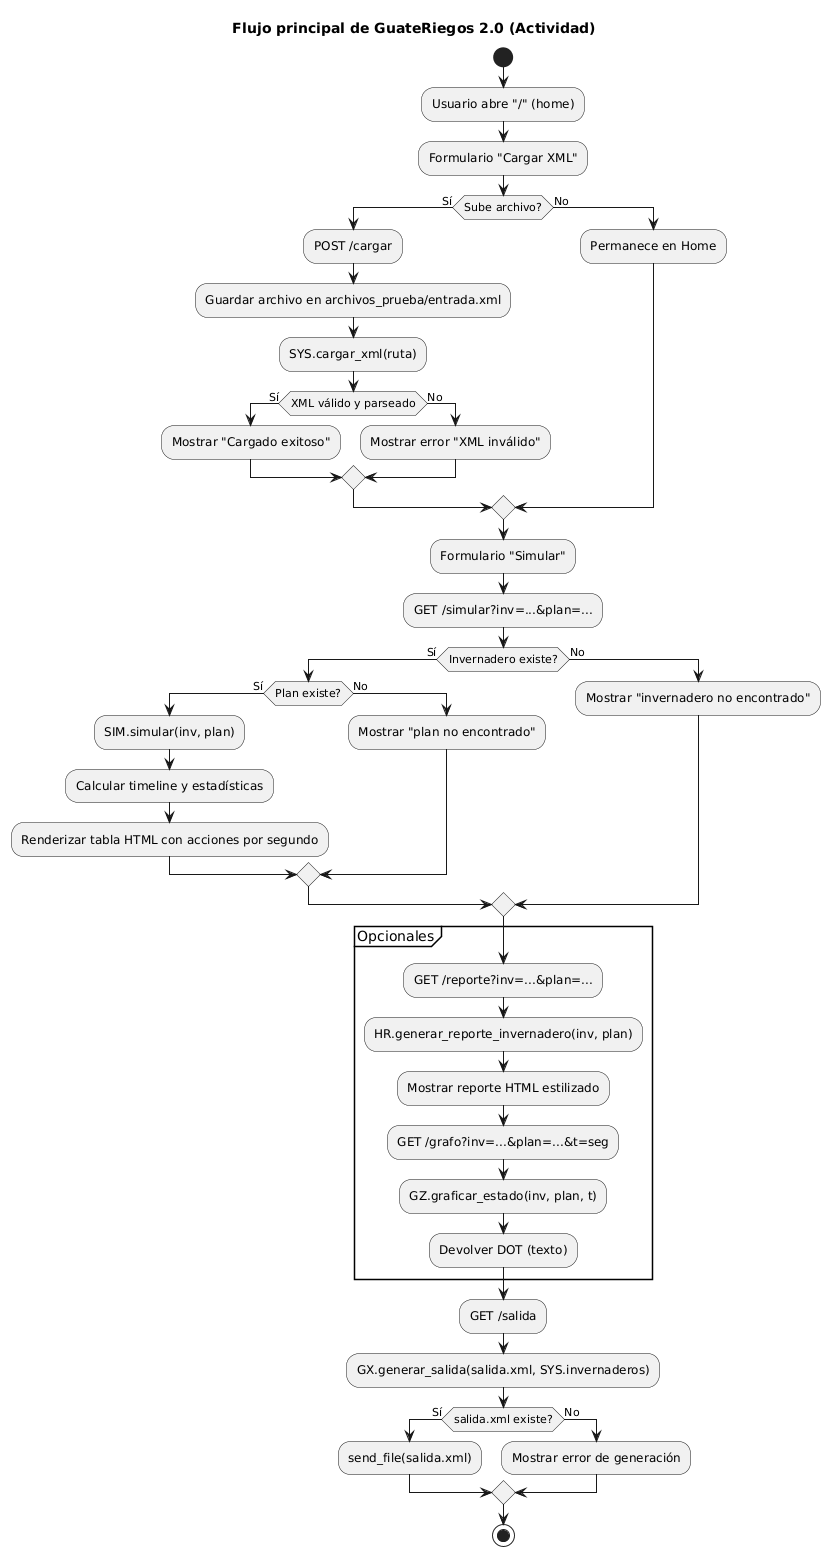 Flujo principal de GuateRiegos 2.0 (Actividad)
Usuario abre "/" (home)
Formulario "Cargar XML"
Sube archivo?
Sí
No
POST /cargar
Permanece en Home
Guardar archivo en archivos_prueba/entrada.xml
SYS.cargar_xml(ruta)
XML válido y parseado
Sí
No
Mostrar "Cargado exitoso"
Mostrar error "XML inválido"
Formulario "Simular"
GET /simular?inv=...&plan=...
Invernadero existe?
Sí
No
Plan existe?
Sí
No
Mostrar "invernadero no encontrado"
SIM.simular(inv, plan)
Mostrar "plan no encontrado"
Calcular timeline y estadísticas
Renderizar tabla HTML con acciones por segundo
Opcionales
GET /reporte?inv=...&plan=...
HR.generar_reporte_invernadero(inv, plan)
Mostrar reporte HTML estilizado
GET /grafo?inv=...&plan=...&t=seg
GZ.graficar_estado(inv, plan, t)
Devolver DOT (texto)
GET /salida
GX.generar_salida(salida.xml, SYS.invernaderos)
salida.xml existe?
Sí
No
send_file(salida.xml)
Mostrar error de generación